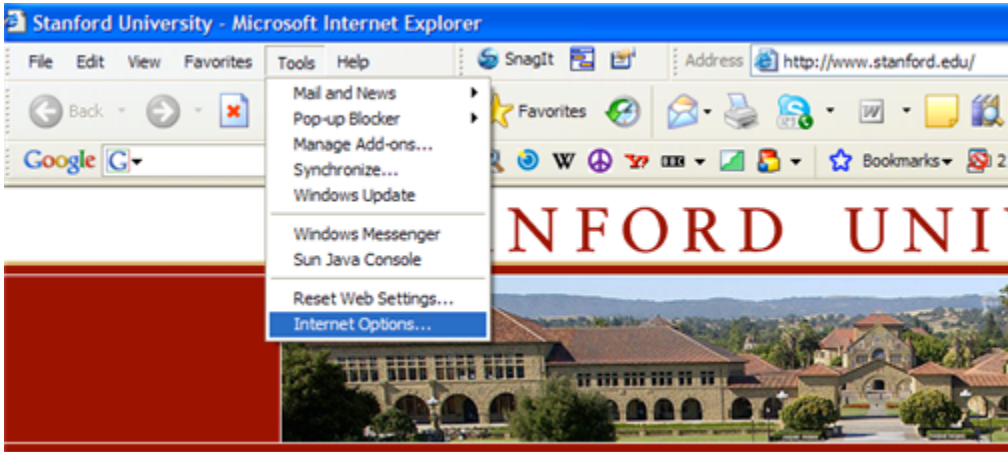 Stanford University - Microsoft Internet Explorer
File Edit View Favorites Tools Help SnagIt Address http://www.stanford.edu/
Mail and News
Back Pop-up Blocker Favorites
Manage Add-ons...
Google G Synchronize... W Bookmarks 2
Windows Update
NFORD UNI
Windows Messenger
Sun Java Console
Reset Web Settings...
Internet Options...